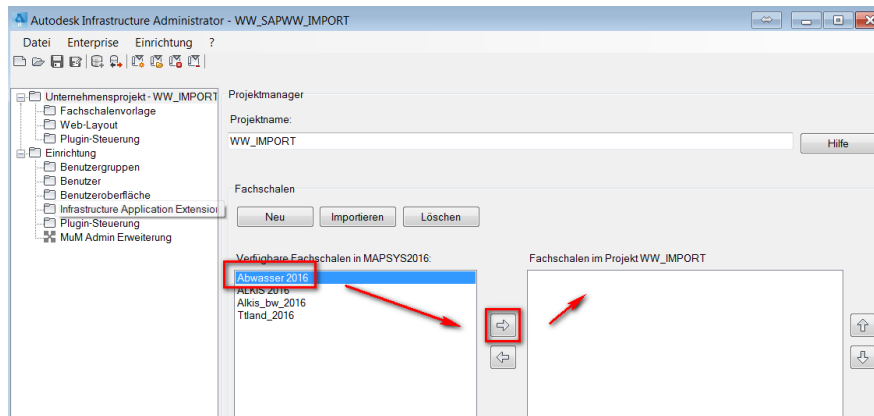 Autodesk Infrastructure Administrator - WW_SAPWW_IMPORT
Datei Enterprise Einrichtung ?
Unternehmensprojekt - WW_IMPORT
Fachschalenvorlage
Web-Layout
Plugin-Steuerung
Einrichtung
Benutzergruppen
Benutzer
Benutzeroberfläche
Infrastructure Application Extension
Plugin-Steuerung
MuM Admin Erweiterung
Projektmanager
Projektname:
WW_IMPORT
Hilfe
Fachschalen
Neu Importieren Löschen
Verfügbare Fachschalen in MAPSYS2016:
Abwasser 2016
ALKIS 2016
Alkis_bw_2016
Ttland_2016
Fachschalen im Projekt WW_IMPORT